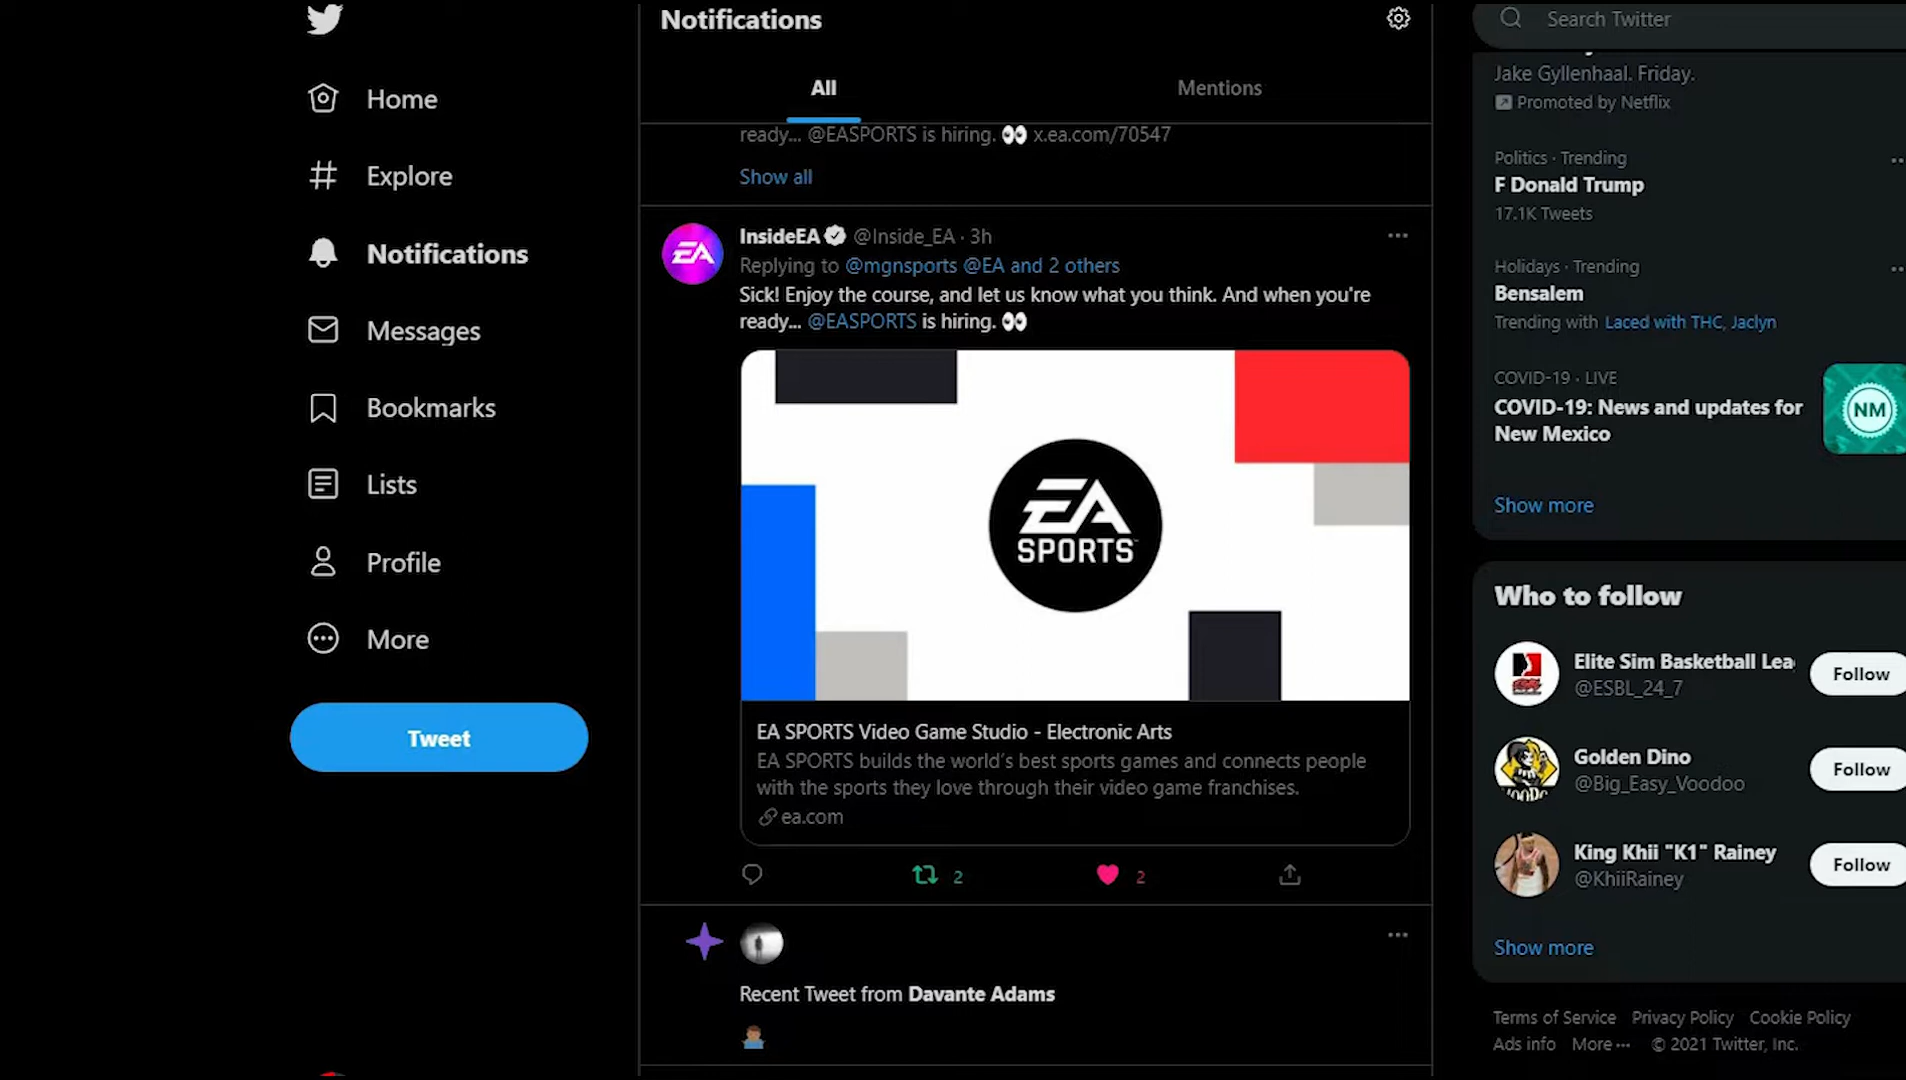 Home
Explore
Notifications
Messages
Bookmarks
Lists
Profile
More
Tweet
Notifications
All
Mentions
ready... @EASPORTS is hiring. 👀 x.ea.com/70547
Show all
InsideEA @Inside_EA · 3h
Replying to @mgnsports @EA and 2 others
Sick! Enjoy the course, and let us know what you think. And when you're
ready... @EASPORTS is hiring. 👀
EA
EA
SPORTS™
EA SPORTS Video Game Studio - Electronic Arts
EA SPORTS builds the world's best sports games and connects people
with the sports they love through their video game franchises.
ea.com
2
2
Recent Tweet from Davante Adams
Search Twitter
Jake Gyllenhaal. Friday.
Promoted by Netflix
Politics · Trending
F Donald Trump
17.1K Tweets
Holidays · Trending
Bensalem
Trending with Laced with THC, Jaclyn
COVID-19 · LIVE
COVID-19: News and updates for
New Mexico
NM
Show more
Who to follow
Elite Sim Basketball Lea
@ESBL_24_7
Follow
Golden Dino
@Big_Easy_Voodoo
Follow
King Khii "K1" Rainey
@KhiiRainey
Follow
Show more
Terms of Service Privacy Policy Cookie Policy
Ads info More ··· © 2021 Twitter, Inc.